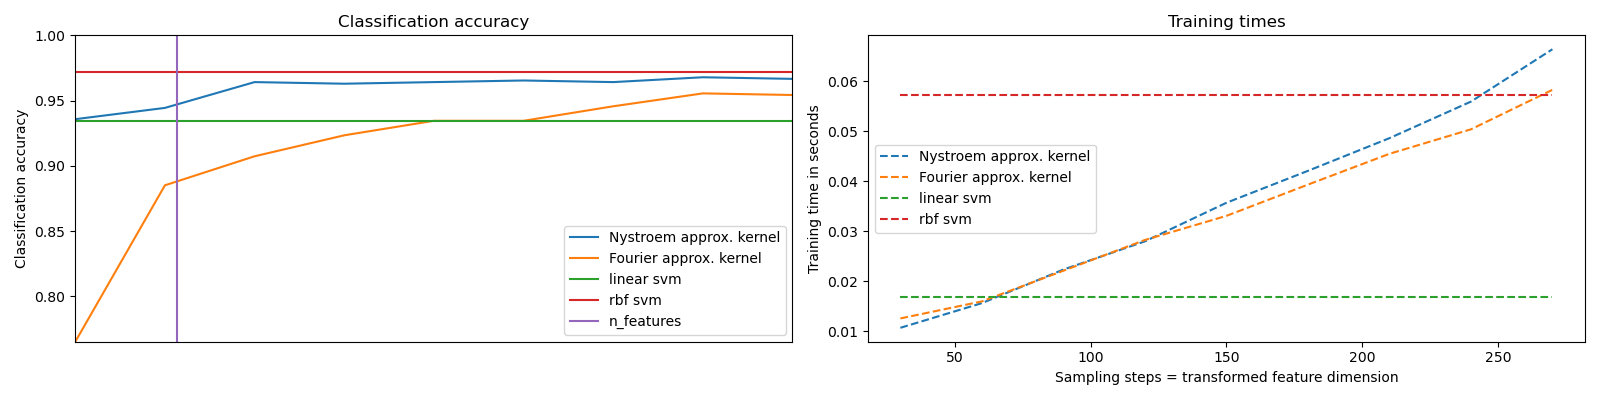 Classification accuracy
Classification accuracy
1.00
0.95
0.90
0.85
0.80
Nystroem approx. kernel
Fourier approx. kernel
linear svm
rbf svm
n_features
Training times
Training time in seconds
0.06
0.05
0.04
0.03
0.02
0.01
Nystroem approx. kernel
Fourier approx. kernel
linear svm
rbf svm
50 100 150 200 250
Sampling steps = transformed feature dimension